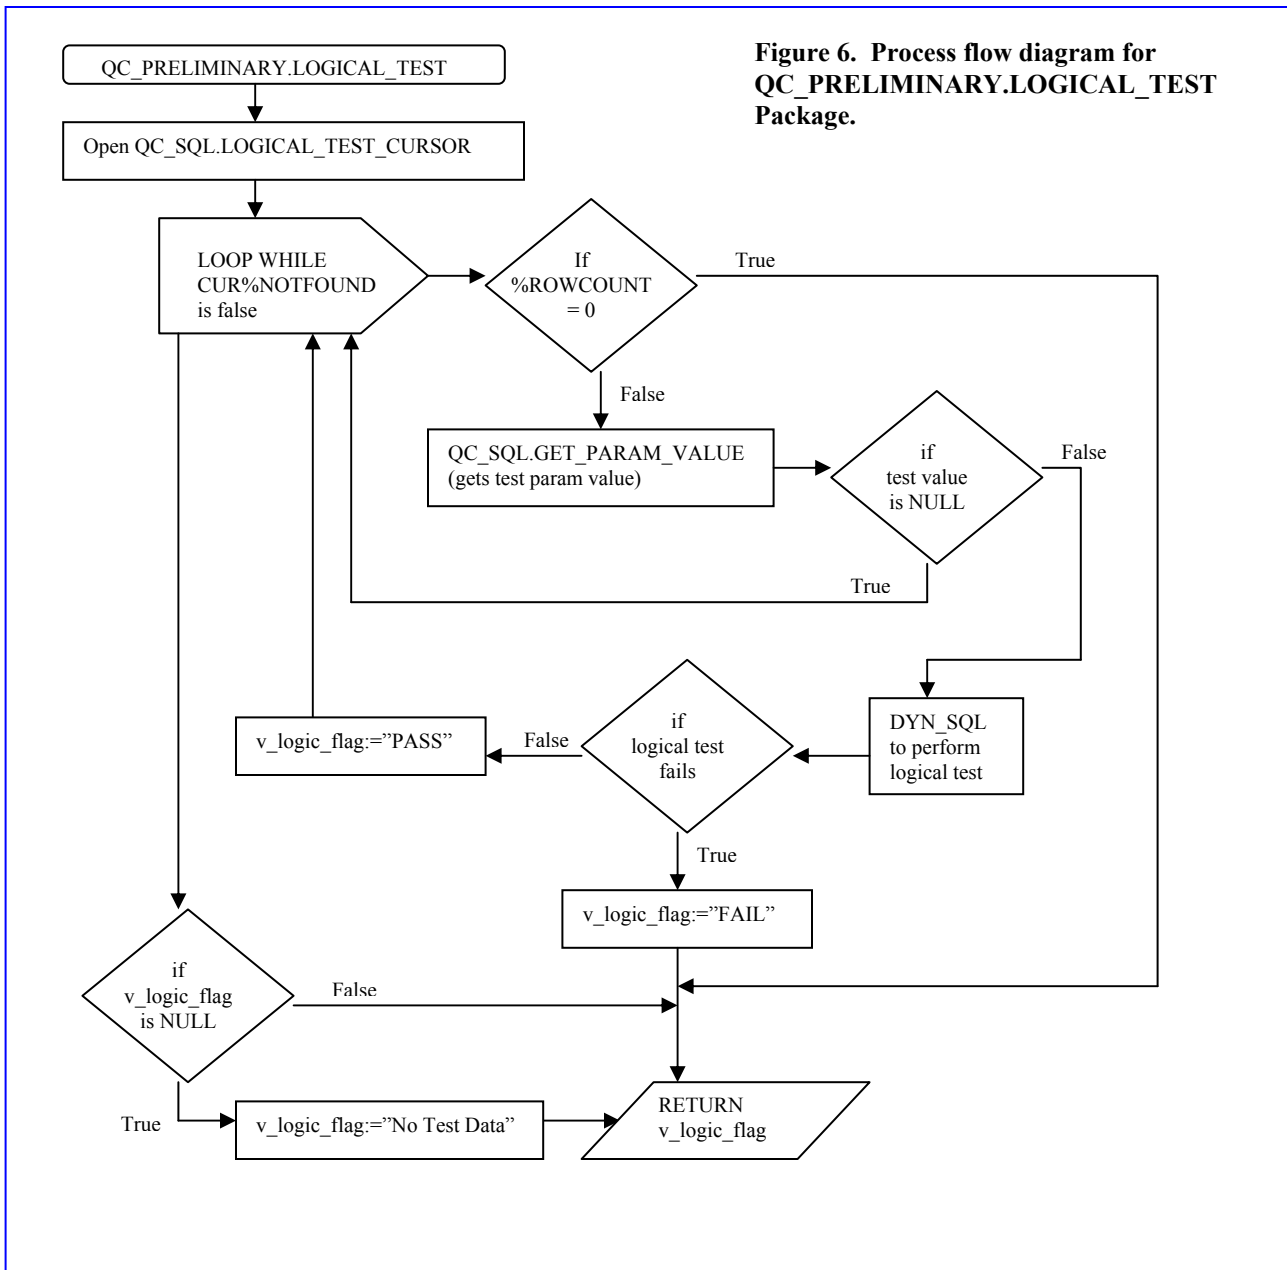 Figure 6. Process flow diagram for
QC_PRELIMINARY.LOGICAL_TEST
Package.
QC_PRELIMINARY.LOGICAL_TEST
Open QC_SQL.LOGICAL_TEST_CURSOR
LOOP WHILE
CUR%NOTFOUND
is false
If
%ROWCOUNT
= 0
True
False
QC_SQL.GET_PARAM_VALUE
(gets test param value)
if
test value
is NULL
False
True
DYN_SQL
to perform
logical test
if
logical test
fails
False
v_logic_flag:=”PASS”
True
v_logic_flag:=”FAIL”
if
v_logic_flag
is NULL
False
True
v_logic_flag:=”No Test Data”
RETURN
v_logic_flag